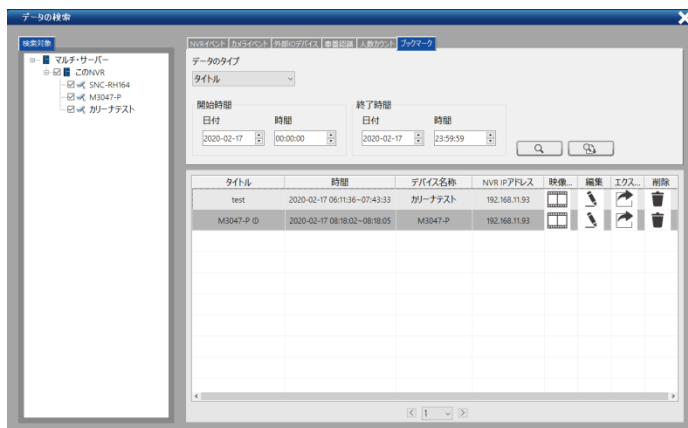 データの検索
検索対象
マルチ・サーバー
このNVR
SNC-RH164
M3047-P
カリーナテスト
NVRイベント カメライベント 外部IOデバイス 車番認識 人数カウント ブックマーク
データのタイプ
タイトル
開始時間
終了時間
日付 時間 日付 時間
2020-02-17 00:00:00 2020-02-17 23:59:59
タイトル 時間 デバイス名称 NVR IPアドレス 映像... 編集 エクス... 削除
test 2020-02-17 06:11:36~07:43:33 カリーナテスト 192.168.11.93
M3047-P ① 2020-02-17 08:18:02~08:18:05 M3047-P 192.168.11.93
1